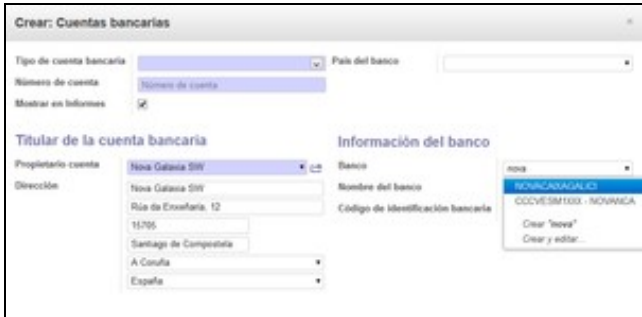 Crear: Cuentas bancarias
Tipo de cuenta bancaria
País del banco
Número de cuenta
Número de cuenta
Mostrar en Informes
Titular de la cuenta bancaria
Información del banco
Propietario cuenta
Nova Galaxia SW
Banco
nova
Dirección
Nova Galaxia SW
Nombre del banco
NOVACAIXAGALICI
Rúa da Enxeñaría, 12
Código de identificación bancaria
CCCVESM1XXX - NOVANCA
15705
Crear "nova"
Santiago de Compostela
Crear y editar...
A Coruña
España